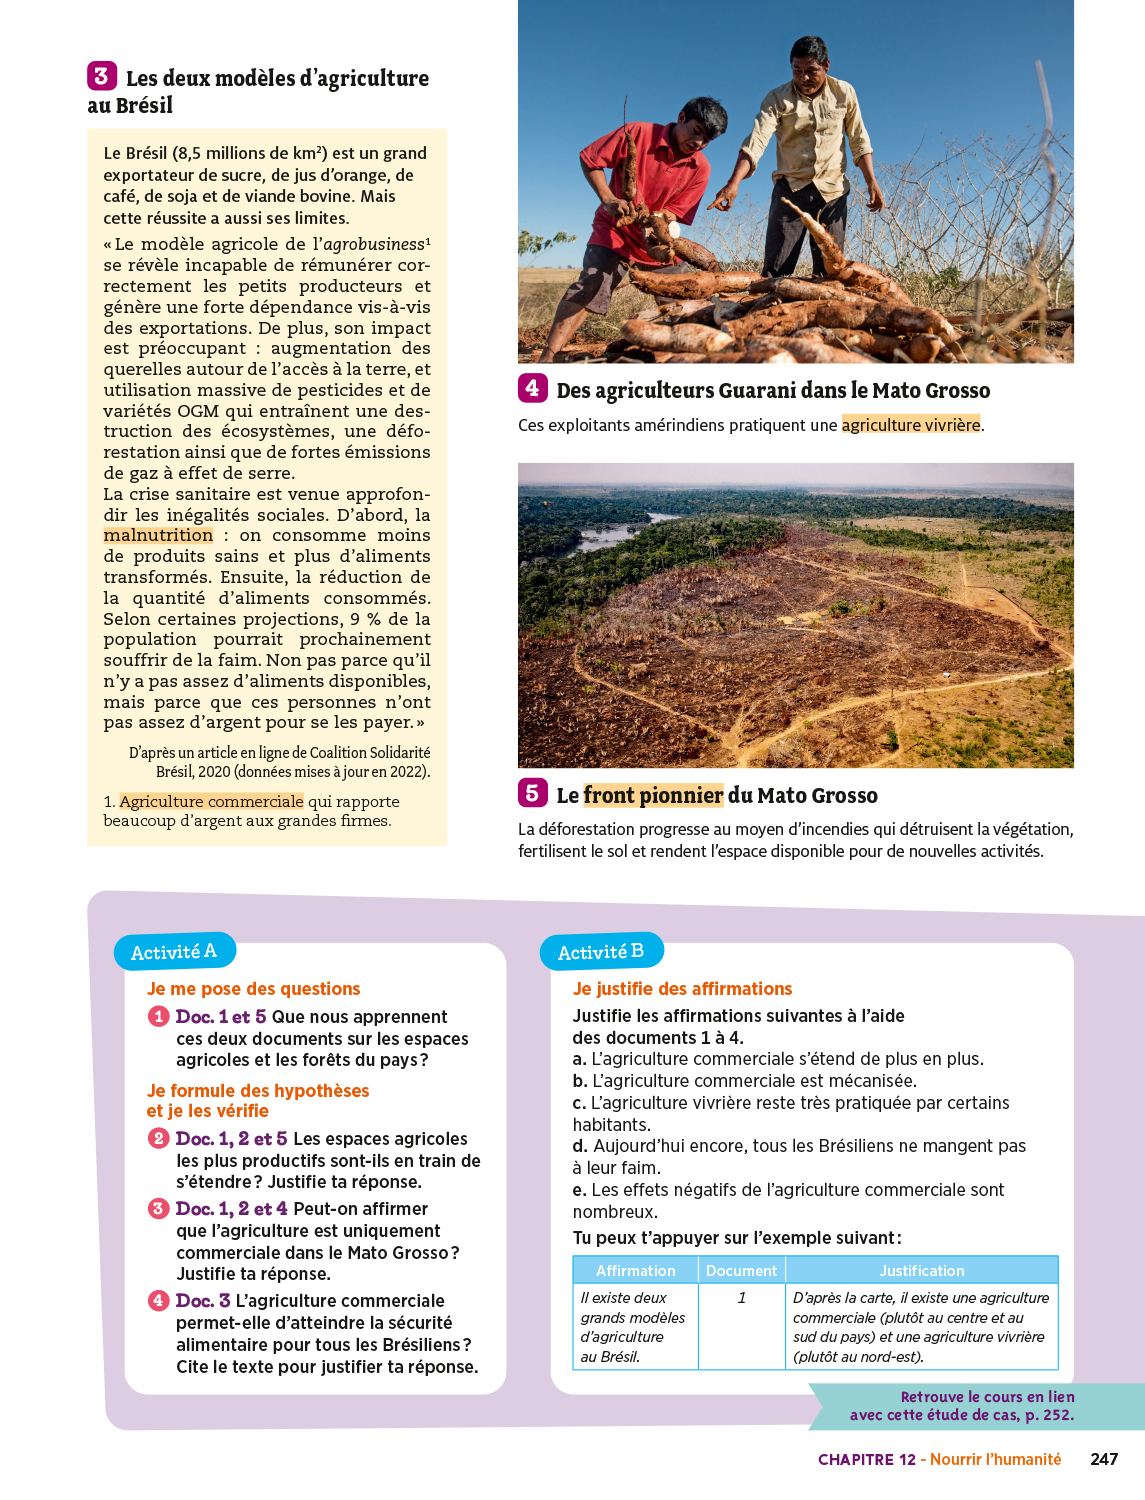 3 Les deux modèles d’agriculture
au Brésil
Le Brésil (8,5 millions de km²) est un grand
exportateur de sucre, de jus d’orange, de
café, de soja et de viande bovine. Mais
cette réussite a aussi ses limites.
« Le modèle agricole de l’agrobusiness¹
se révèle incapable de rémunérer cor-
rectement les petits producteurs et
génère une forte dépendance vis-à-vis
des exportations. De plus, son impact
est préoccupant : augmentation des
querelles autour de l’accès à la terre, et
utilisation massive de pesticides et de
variétés OGM qui entraînent une des-
truction des écosystèmes, une défo-
restation ainsi que de fortes émissions
de gaz à effet de serre.
La crise sanitaire est venue approfon-
dir les inégalités sociales. D’abord, la
malnutrition : on consomme moins
de produits sains et plus d’aliments
transformés. Ensuite, la réduction de
la quantité d’aliments consommés.
Selon certaines projections, 9 % de la
population pourrait prochainement
souffrir de la faim. Non pas parce qu’il
n’y a pas assez d’aliments disponibles,
mais parce que ces personnes n’ont
pas assez d’argent pour se les payer. »
D’après un article en ligne de Coalition Solidarité
Brésil, 2020 (données mises à jour en 2022).
1. Agriculture commerciale qui rapporte
beaucoup d’argent aux grandes firmes.
4 Des agriculteurs Guarani dans le Mato Grosso
Ces exploitants amérindiens pratiquent une agriculture vivrière.
5 Le front pionnier du Mato Grosso
La déforestation progresse au moyen d’incendies qui détruisent la végétation,
fertilisent le sol et rendent l’espace disponible pour de nouvelles activités.
Activité A
Je me pose des questions
1 Doc. 1 et 5 Que nous apprennent
ces deux documents sur les espaces
agricoles et les forêts du pays ?
Je formule des hypothèses
et je les vérifie
2 Doc. 1, 2 et 5 Les espaces agricoles
les plus productifs sont-ils en train de
s’étendre ? Justifie ta réponse.
3 Doc. 1, 2 et 4 Peut-on affirmer
que l’agriculture est uniquement
commerciale dans le Mato Grosso ?
Justifie ta réponse.
4 Doc. 3 L’agriculture commerciale
permet-elle d’atteindre la sécurité
alimentaire pour tous les Brésiliens ?
Cite le texte pour justifier ta réponse.
Activité B
Je justifie des affirmations
Justifie les affirmations suivantes à l’aide
des documents 1 à 4.
a. L’agriculture commerciale s’étend de plus en plus.
b. L’agriculture commerciale est mécanisée.
c. L’agriculture vivrière reste très pratiquée par certains
habitants.
d. Aujourd’hui encore, tous les Brésiliens ne mangent pas
à leur faim.
e. Les effets négatifs de l’agriculture commerciale sont
nombreux.
Tu peux t’appuyer sur l’exemple suivant :
Affirmation Document Justification
Il existe deux 1 D’après la carte, il existe une agriculture
grands modèles commerciale (plutôt au centre et au
d’agriculture sud du pays) et une agriculture vivrière
au Brésil. (plutôt au nord-est).
Retrouve le cours en lien
avec cette étude de cas, p. 252.
CHAPITRE 12 - Nourrir l’humanité 247